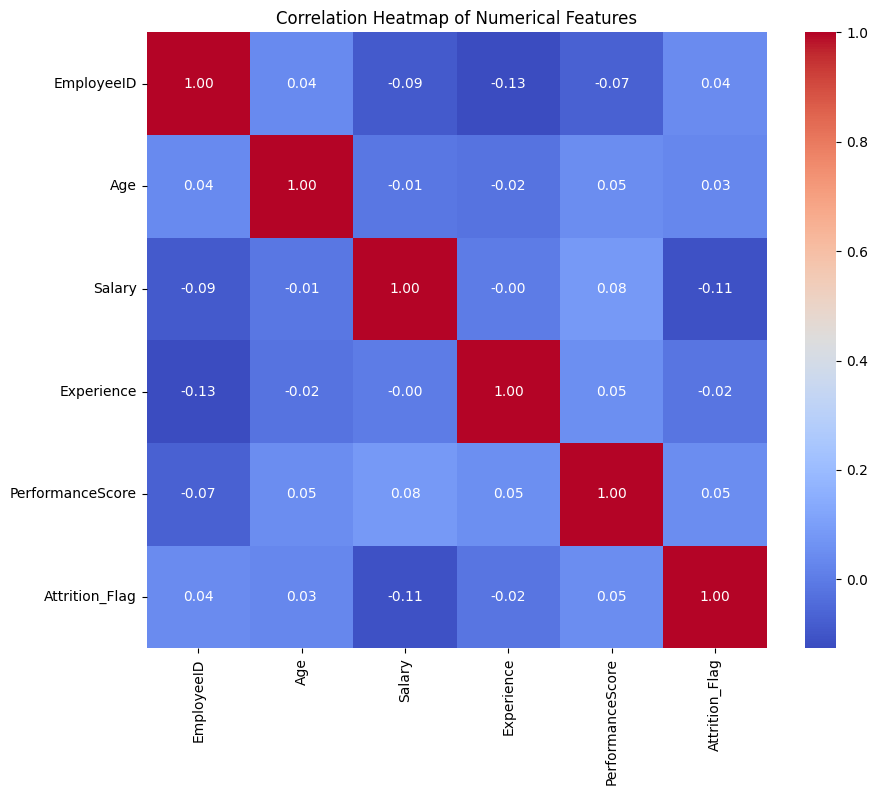 Correlation Heatmap of Numerical Features
EmployeeID 1.00 0.04 -0.09 -0.13 -0.07 0.04
Age 0.04 1.00 -0.01 -0.02 0.05 0.03
Salary -0.09 -0.01 1.00 -0.00 0.08 -0.11
Experience -0.13 -0.02 -0.00 1.00 0.05 -0.02
PerformanceScore -0.07 0.05 0.08 0.05 1.00 0.05
Attrition_Flag 0.04 0.03 -0.11 -0.02 0.05 1.00
EmployeeID
Age
Salary
Experience
PerformanceScore
Attrition_Flag
1.0
0.8
0.6
0.4
0.2
0.0